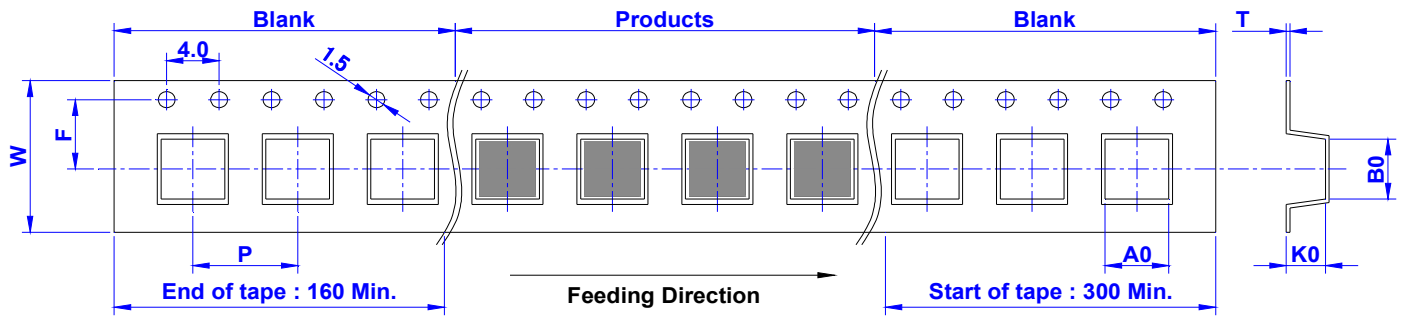 Blank
Products
Blank
T
4.0
1.5
F
W
B0
P
A0
K0
End of tape : 160 Min.
Feeding Direction
Start of tape : 300 Min.